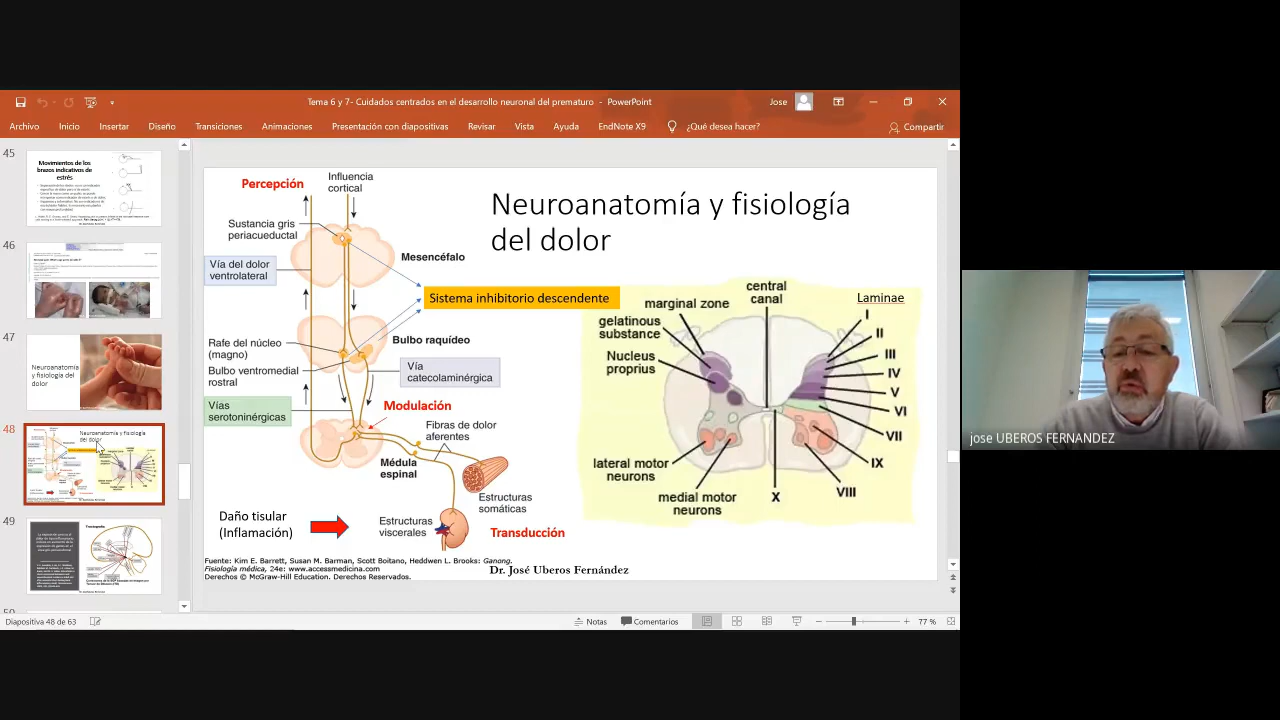 Tema 6 y 7- Cuidados centrados en el desarrollo neuronal del prematuro - PowerPoint
Jose
Archivo
Inicio
Insertar
Diseño
Transiciones
Animaciones
Presentación con diapositivas
Revisar
Vista
Ayuda
EndNote X9
¿Qué desea hacer?
Compartir
45
Movimientos de los
brazos indicativos de
estrés
46
47
Neuroanatomía
y fisiología del
dolor
48
Neuroanatomía y fisiología
del dolor
49
Neuroanatomía y fisiología
del dolor
Percepción
Influencia
cortical
Sustancia gris
periacueductal
Vía del dolor
ventrolateral
Mesencéfalo
Sistema inhibitorio descendente
Rafe del núcleo
(magno)
Bulbo ventromedial
rostral
Bulbo raquídeo
Vía
catecolaminérgica
Vías
serotoninérgicas
Modulación
Fibras de dolor
aferentes
Médula
espinal
Estructuras
somáticas
Daño tisular
(Inflamación)
Estructuras
viscerales
Transducción
Fuente: Kim E. Barrett, Susan M. Barman, Scott Boitano, Heddwen L. Brooks: Ganong.
Fisiología médica, 24e: www.accessmedicina.com
Derechos © McGraw-Hill Education. Derechos Reservados.
Dr. José Uberos Fernández
central
canal
marginal zone
gelatinous
substance
Nucleus
proprius
Laminae
I
II
III
IV
V
VI
VII
IX
VIII
X
lateral motor
neurons
medial motor
neurons
jose UBEROS FERNANDEZ
Diapositiva 48 de 63
Notas
Comentarios
77 %